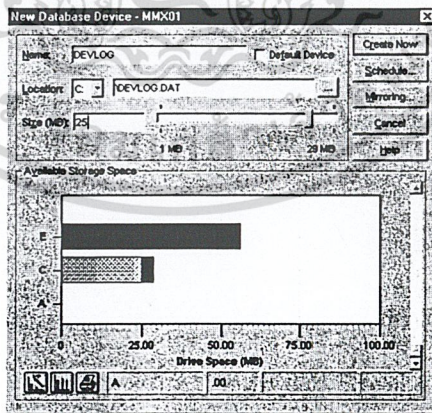 New Database Device - MMX01
Name: DEVLOG
Default Device
Create Now
Schedule...
Location: C: \DEVLOG.DAT ...
Mirroring...
Size (MB): 25
Cancel
1 MB 29 MB
Help
Available Storage Space
E
C
A
0 25.00 50.00 75.00 100.00
Drive Space (MB)
A .00